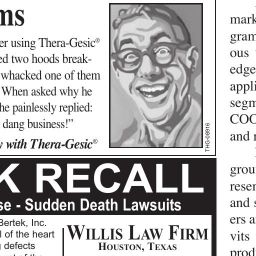 ms
er using Thera-Gesic®
ed two hoods break-
whacked one of them
When asked why he
he painlessly replied:
dang business!"
with Thera-Gesic®
THG-09916
K RECALL
se - Sudden Death Lawsuits
Bertek, Inc.
l of the heart
g defects
WILLIS LAW FIRM
HOUSTON, TEXAS
mark
gram
ous
edge
appli
segm
COC
and r
grou
resen
and s
ers a
vits
prod